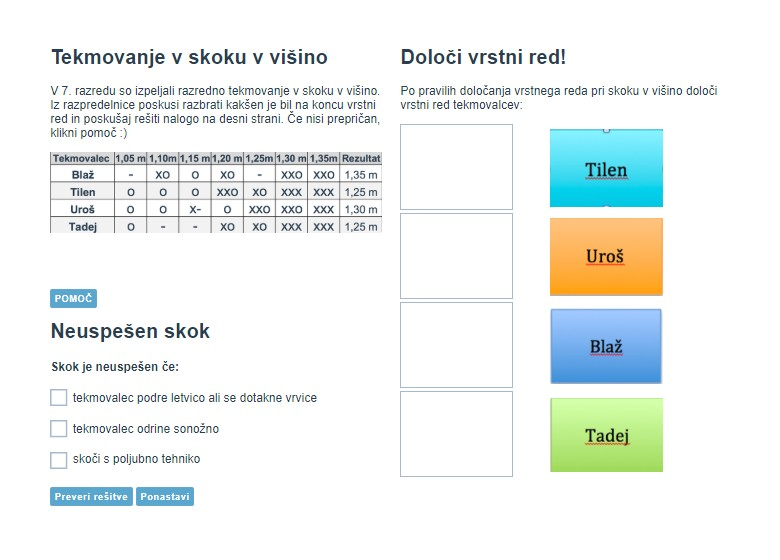 Tekmovanje v skoku v višino
V 7. razredu so izpeljali razredno tekmovanje v skoku v višino.
Iz razpredelnice poskusi razbrati kakšen je bil na koncu vrstni
red in poskušaj rešiti nalogo na desni strani. Če nisi prepričan,
klikni pomoč :)
Tekmovalec 1,05 m 1,10m 1,15 m 1,20 m 1,25m 1,30 m 1,35m Rezultat
Blaž - XO O XO - XXO XXO 1,35 m
Tilen O O O XXO XO XXX XXX 1,25 m
Uroš O O X- O XXO XXO XXX 1,30 m
Tadej O - - XO XO XXX XXX 1,25 m
POMOČ
Neuspešen skok
Skok je neuspešen če:
tekmovalec podre letvico ali se dotakne vrvice
tekmovalec odrine sonožno
skoči s poljubno tehniko
Preveri rešitve Ponastavi
Določi vrstni red!
Po pravilih določanja vrstnega reda pri skoku v višino določi
vrstni red tekmovalcev:
Tilen
Uroš
Blaž
Tadej